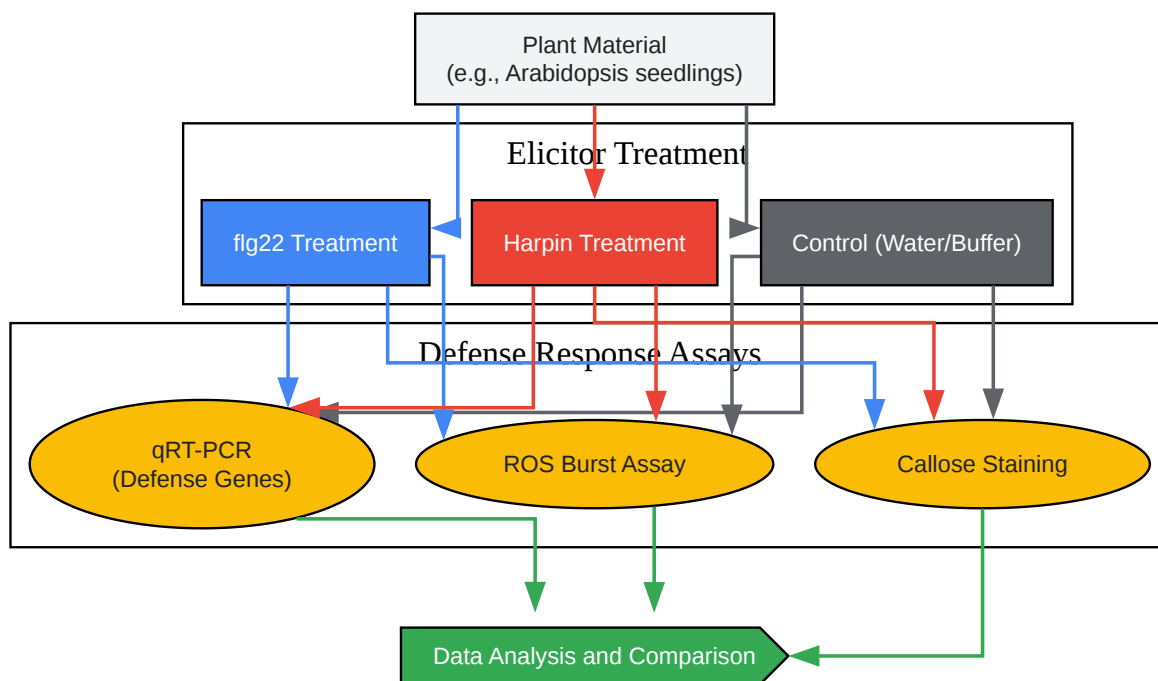 Plant Material
(e.g., Arabidopsis seedlings)
Elicitor Treatment
flg22 Treatment
Harpin Treatment
Control (Water/Buffer)
Defense Response Assays
qRT-PCR
(Defense Genes)
ROS Burst Assay
Callose Staining
Data Analysis and Comparison